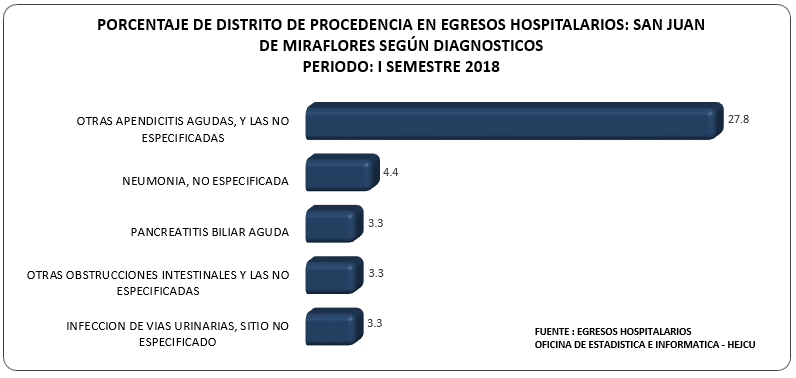 PORCENTAJE DE DISTRITO DE PROCEDENCIA EN EGRESOS HOSPITALARIOS: SAN JUAN
DE MIRAFLORES SEGÚN DIAGNOSTICOS
PERIODO: I SEMESTRE 2018
OTRAS APENDICITIS AGUDAS, Y LAS NO
ESPECIFICADAS
27.8
NEUMONIA, NO ESPECIFICADA
4.4
PANCREATITIS BILIAR AGUDA
3.3
OTRAS OBSTRUCCIONES INTESTINALES Y LAS NO
ESPECIFICADAS
3.3
INFECCION DE VIAS URINARIAS, SITIO NO
ESPECIFICADO
3.3
FUENTE : EGRESOS HOSPITALARIOS
OFICINA DE ESTADISTICA E INFORMATICA - HEJCU